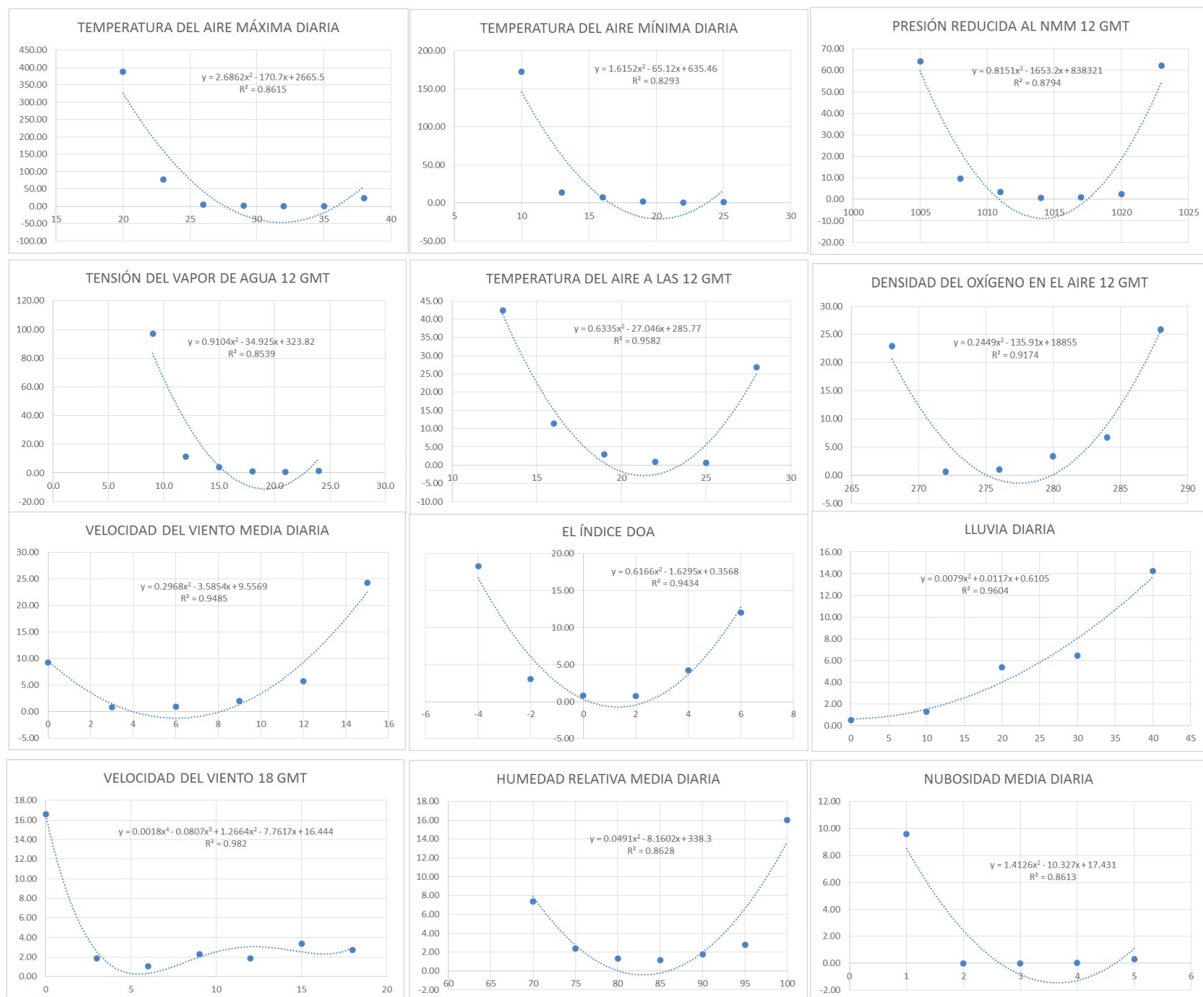 TEMPERATURA DEL AIRE MÁXIMA DIARIA
450.00
400.00
350.00
300.00
250.00
200.00
150.00
100.00
50.00
0.00
-50.00
-100.00
15 20 25 30 35 40
y = 2.6862x² - 170.7x + 2665.5
R² = 0.8615
TEMPERATURA DEL AIRE MÍNIMA DIARIA
200.00
150.00
100.00
50.00
0.00
-50.00
5 10 15 20 25 30
y = 1.6152x² - 65.12x + 635.46
R² = 0.8293
PRESIÓN REDUCIDA AL NMM 12 GMT
70.00
60.00
50.00
40.00
30.00
20.00
10.00
0.00
-10.00
-20.00
1000 1005 1010 1015 1020 1025
y = 0.8151x² - 1653.2x + 838321
R² = 0.8794
TENSIÓN DEL VAPOR DE AGUA 12 GMT
120.00
100.00
80.00
60.00
40.00
20.00
0.00
-20.00
0.0 5.0 10.0 15.0 20.0 25.0 30.0
y = 0.9104x² - 34.925x + 323.82
R² = 0.8539
TEMPERATURA DEL AIRE A LAS 12 GMT
45.00
40.00
35.00
30.00
25.00
20.00
15.00
10.00
5.00
0.00
-5.00
-10.00
10 15 20 25 30
y = 0.6335x² - 27.046x + 285.77
R² = 0.9582
DENSIDAD DEL OXÍGENO EN EL AIRE 12 GMT
30.00
25.00
20.00
15.00
10.00
5.00
0.00
-5.00
265 270 275 280 285 290
y = 0.2449x² - 135.91x + 18855
R² = 0.9174
VELOCIDAD DEL VIENTO MEDIA DIARIA
30.00
25.00
20.00
15.00
10.00
5.00
0.00
-5.00
0 2 4 6 8 10 12 14 16
y = 0.2968x² - 3.5854x + 9.5569
R² = 0.9485
EL ÍNDICE DOA
20.00
15.00
10.00
5.00
0.00
-5.00
-6 -4 -2 0 2 4 6 8
y = 0.6166x² - 1.6295x + 0.3568
R² = 0.9434
LLUVIA DIARIA
16.00
14.00
12.00
10.00
8.00
6.00
4.00
2.00
0.00
0 5 10 15 20 25 30 35 40 45
y = 0.0079x² + 0.0117x + 0.6105
R² = 0.9604
VELOCIDAD DEL VIENTO 18 GMT
18.00
16.00
14.00
12.00
10.00
8.00
6.00
4.00
2.00
0.00
0 5 10 15 20
y = 0.0018x⁴ - 0.0807x³ + 1.2664x² - 7.7617x + 16.444
R² = 0.982
HUMEDAD RELATIVA MEDIA DIARIA
18.00
16.00
14.00
12.00
10.00
8.00
6.00
4.00
2.00
0.00
-2.00
60 65 70 75 80 85 90 95 100
y = 0.0491x² - 8.1602x + 338.3
R² = 0.8628
NUBOSIDAD MEDIA DIARIA
12.00
10.00
8.00
6.00
4.00
2.00
0.00
-2.00
0 1 2 3 4 5 6
y = 1.4126x² - 10.327x + 17.431
R² = 0.8613